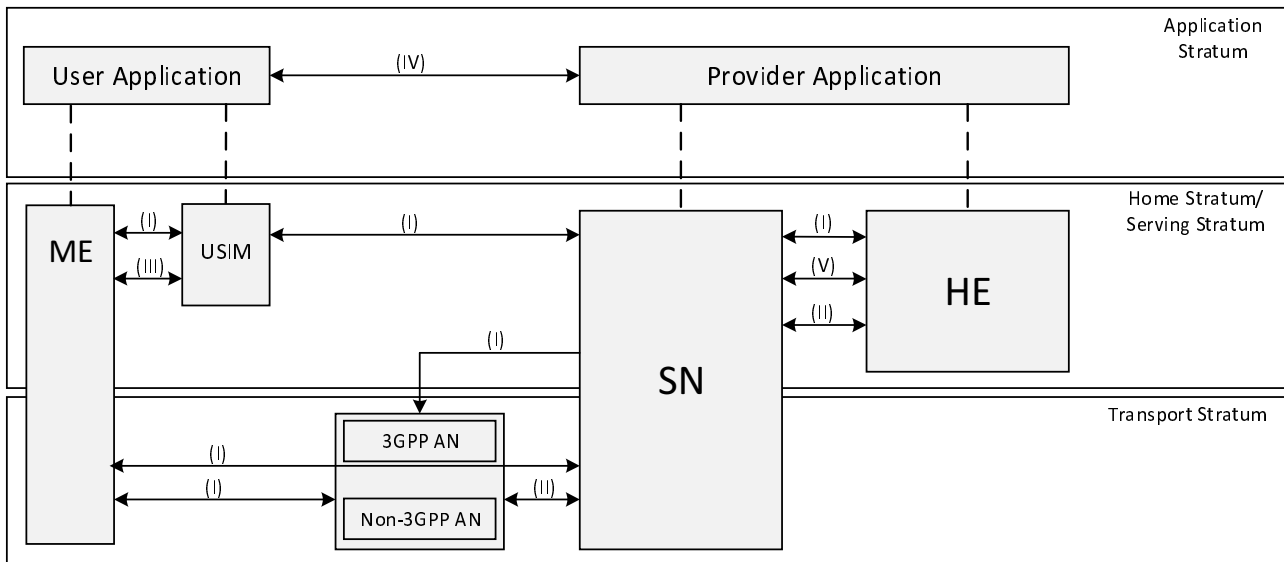 Application
Stratum
User Application
(IV)
Provider Application
Home Stratum/
Serving Stratum
ME
(I)
(III)
USIM
(I)
(I)
(V)
(II)
HE
(I)
SN
Transport Stratum
3GPP AN
(I)
(I)
(II)
Non-3GPP AN